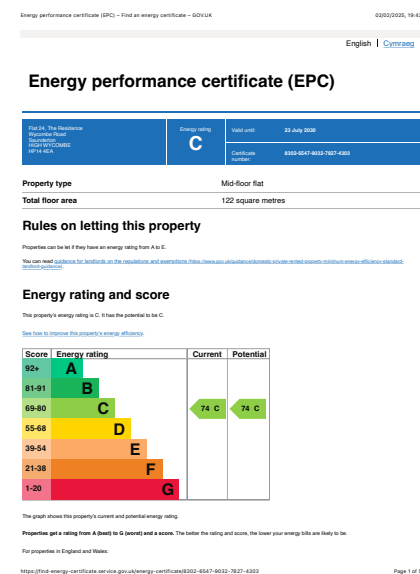 Energy performance certificate (EPC) – Find an energy certificate – GOV.UK
02/02/2025, 19:43
English | Cymraeg
Energy performance certificate (EPC)
Flat 24, The Residence
Wycombe Road
Saunderton
HIGH WYCOMBE
HP14 4EA
Energy rating
C
Valid until:
23 July 2030
Certificate
number:
8302-6547-9032-7827-4303
Property type
Mid-floor flat
Total floor area
122 square metres
Rules on letting this property
Properties can be let if they have an energy rating from A to E.
You can read guidance for landlords on the regulations and exemptions (https://www.gov.uk/guidance/domestic-private-rented-property-minimum-energy-efficiency-standard-
landlord-guidance).
Energy rating and score
This property's energy rating is C. It has the potential to be C.
See how to improve this property's energy efficiency.
Score Energy rating Current Potential
92+ A
81-91 B
69-80 C 74 C 74 C
55-68 D
39-54 E
21-38 F
1-20 G
The graph shows this property's current and potential energy rating.
Properties get a rating from A (best) to G (worst) and a score. The better the rating and score, the lower your energy bills are likely to be.
For properties in England and Wales:
https://find-energy-certificate.service.gov.uk/energy-certificate/8302-6547-9032-7827-4303
Page 1 of